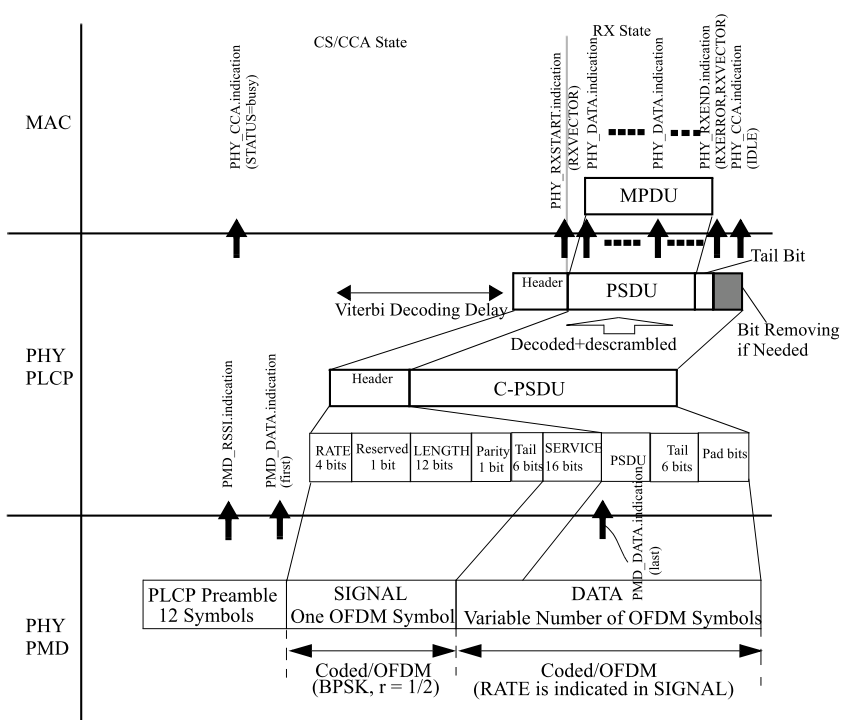 CS/CCA State
RX State
MAC
PHY_CCA.indication
(STATUS=busy)
PHY_RXSTART.indication
(RXVECTOR)
PHY_DATA.indication
PHY_DATA.indication
PHY_RXEND.indication
(RXERROR,RXVECTOR)
PHY_CCA.indication
(IDLE)
MPDU
Tail Bit
Header
PSDU
Viterbi Decoding Delay
Bit Removing
if Needed
Decoded+descrambled
PHY
PLCP
Header
C-PSDU
PMD_RSSI.indication
PMD_DATA.indication
(first)
RATE
4 bits
Reserved
1 bit
LENGTH
12 bits
Parity
1 bit
Tail
6 bits
SERVICE
16 bits
PSDU
Tail
6 bits
Pad bits
PMD_DATA.indication
(last)
PHY
PMD
PLCP Preamble
12 Symbols
SIGNAL
One OFDM Symbol
DATA
Variable Number of OFDM Symbols
Coded/OFDM
(BPSK, r = 1/2)
Coded/OFDM
(RATE is indicated in SIGNAL)